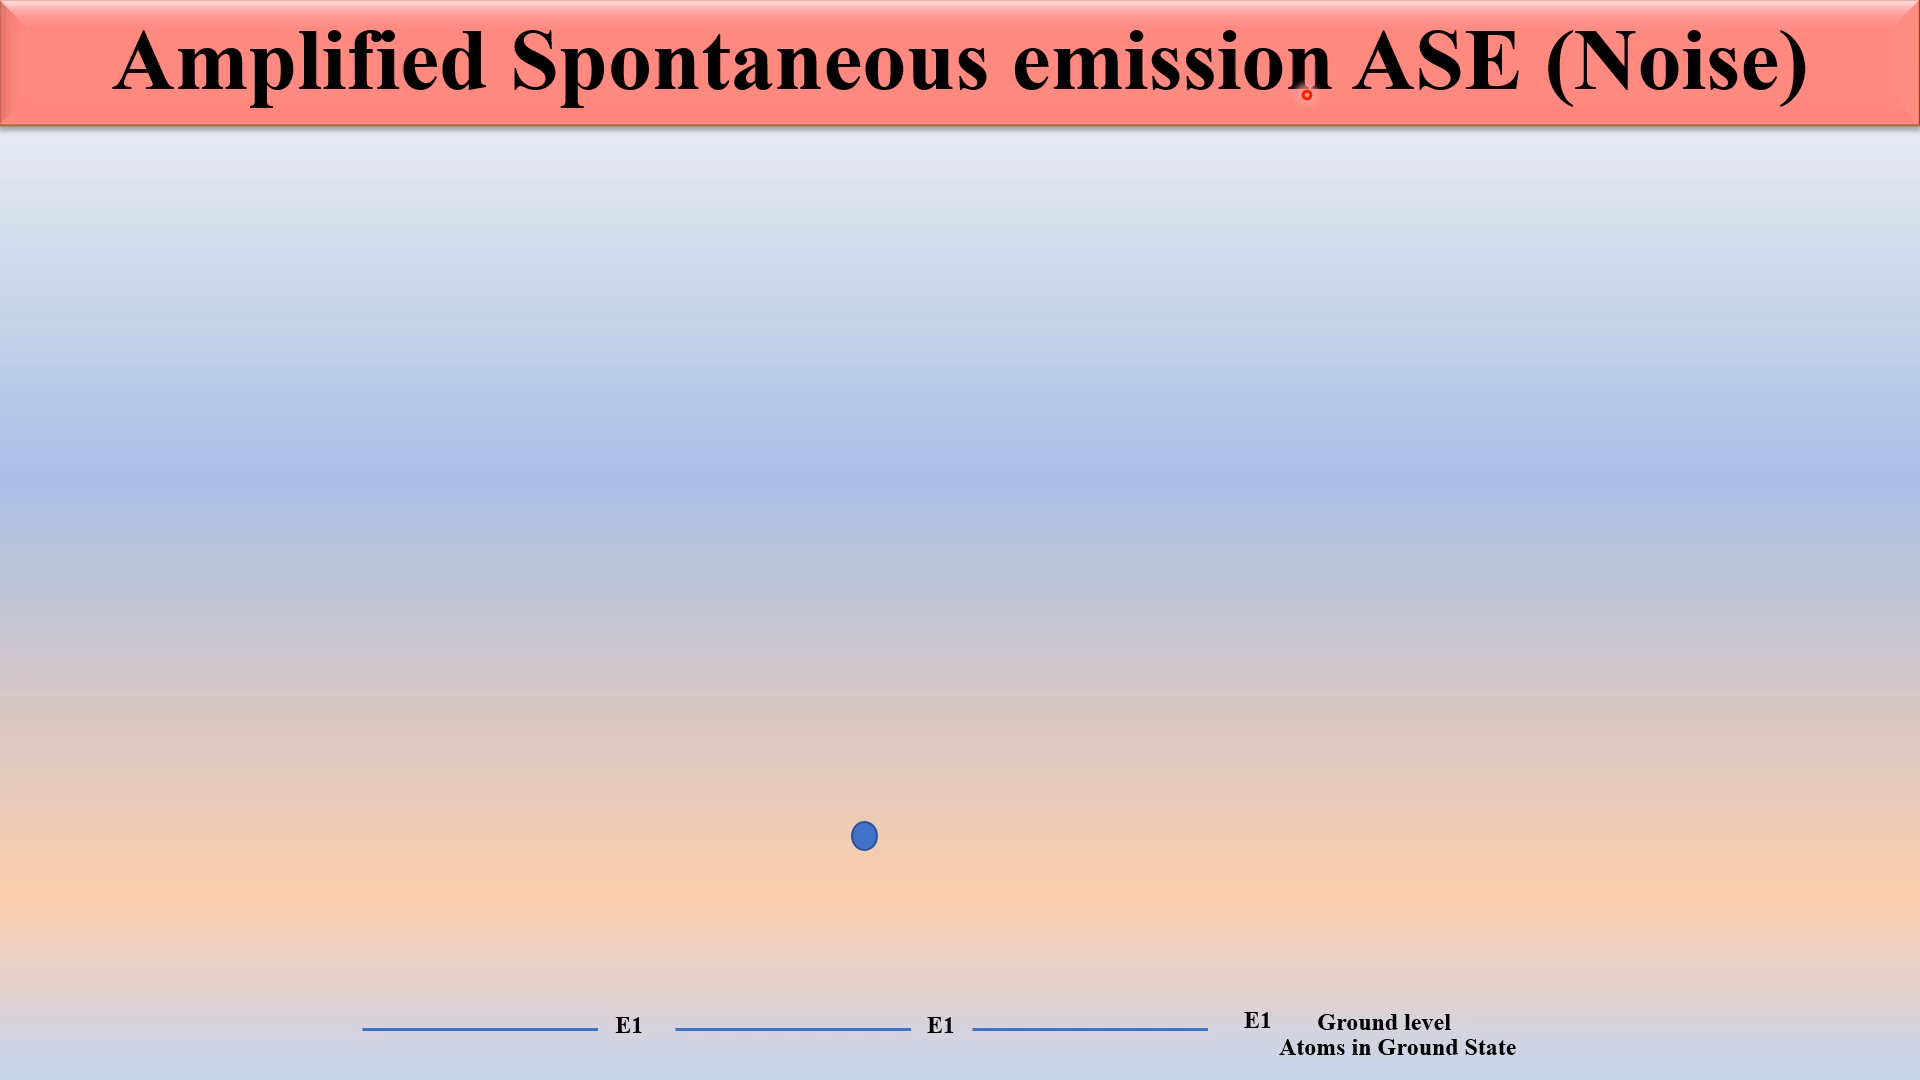 Amplified Spontaneous emission ASE (Noise)
E1 E1 E1 Ground level
Atoms in Ground State